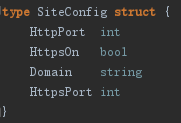 type SiteConfig struct {
    HttpPort  int
    HttpsOn   bool
    Domain    string
    HttpsPort int
}